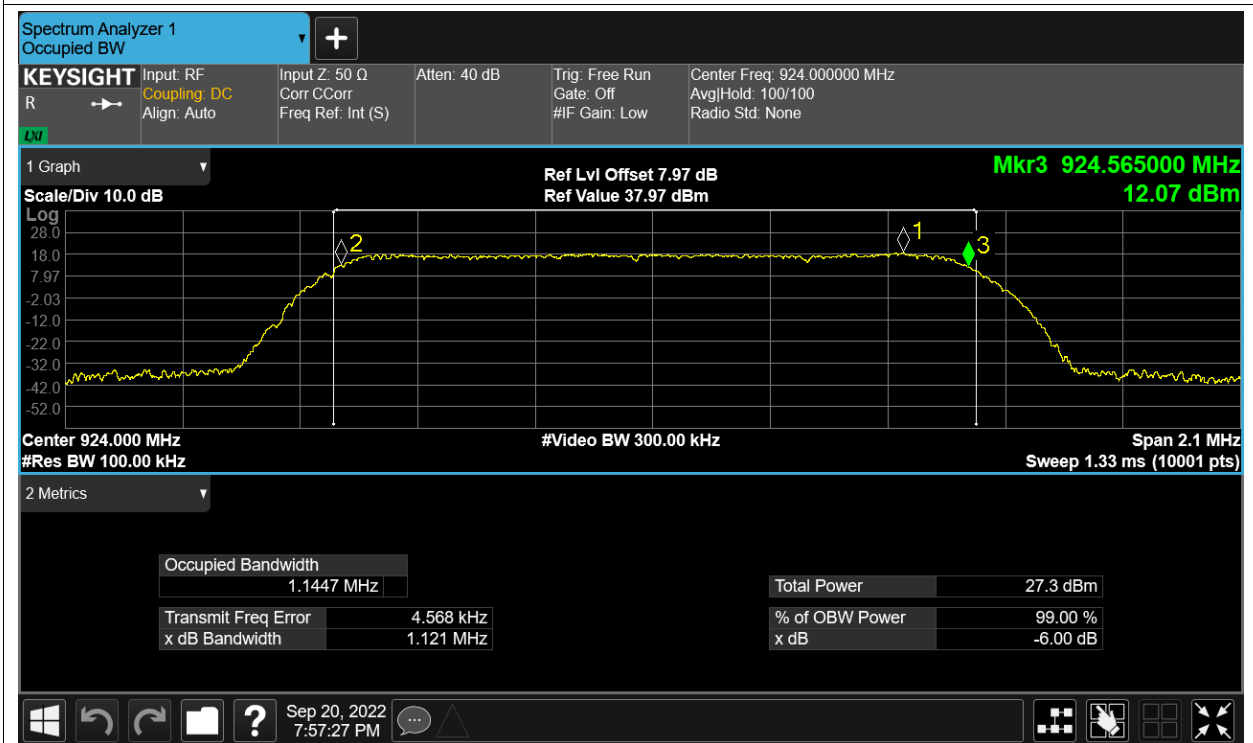 Spectrum Analyzer 1
Occupied BW
+
KEYSIGHT
R
LXI
Input: RF
Coupling: DC
Align: Auto
Input Z: 50 Ω
Corr CCorr
Freq Ref: Int (S)
Atten: 40 dB
Trig: Free Run
Gate: Off
#IF Gain: Low
Center Freq: 924.000000 MHz
Avg|Hold: 100/100
Radio Std: None
1 Graph
Scale/Div 10.0 dB
Ref Lvl Offset 7.97 dB
Ref Value 37.97 dBm
Mkr3 924.565000 MHz
12.07 dBm
Log
28.0
18.0
7.97
-2.03
-12.0
-22.0
-32.0
-42.0
-52.0
2
1
3
Center 924.000 MHz
#Res BW 100.00 kHz
#Video BW 300.00 kHz
Span 2.1 MHz
Sweep 1.33 ms (10001 pts)
2 Metrics
Occupied Bandwidth
1.1447 MHz
Transmit Freq Error 4.568 kHz
x dB Bandwidth 1.121 MHz
Total Power 27.3 dBm
% of OBW Power 99.00 %
x dB -6.00 dB
?
Sep 20, 2022
7:57:27 PM